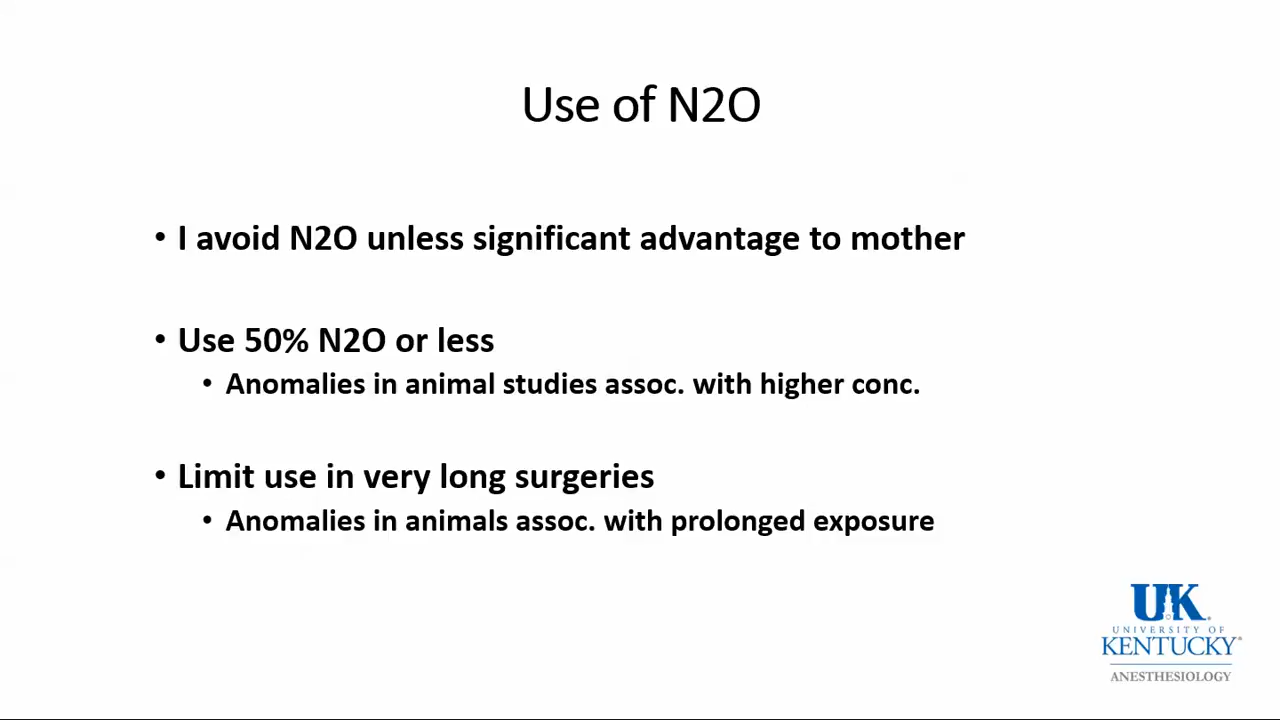 Use of N2O
• I avoid N2O unless significant advantage to mother
• Use 50% N2O or less
• Anomalies in animal studies assoc. with higher conc.
• Limit use in very long surgeries
• Anomalies in animals assoc. with prolonged exposure
UK
UNIVERSITY OF
KENTUCKY
ANESTHESIOLOGY